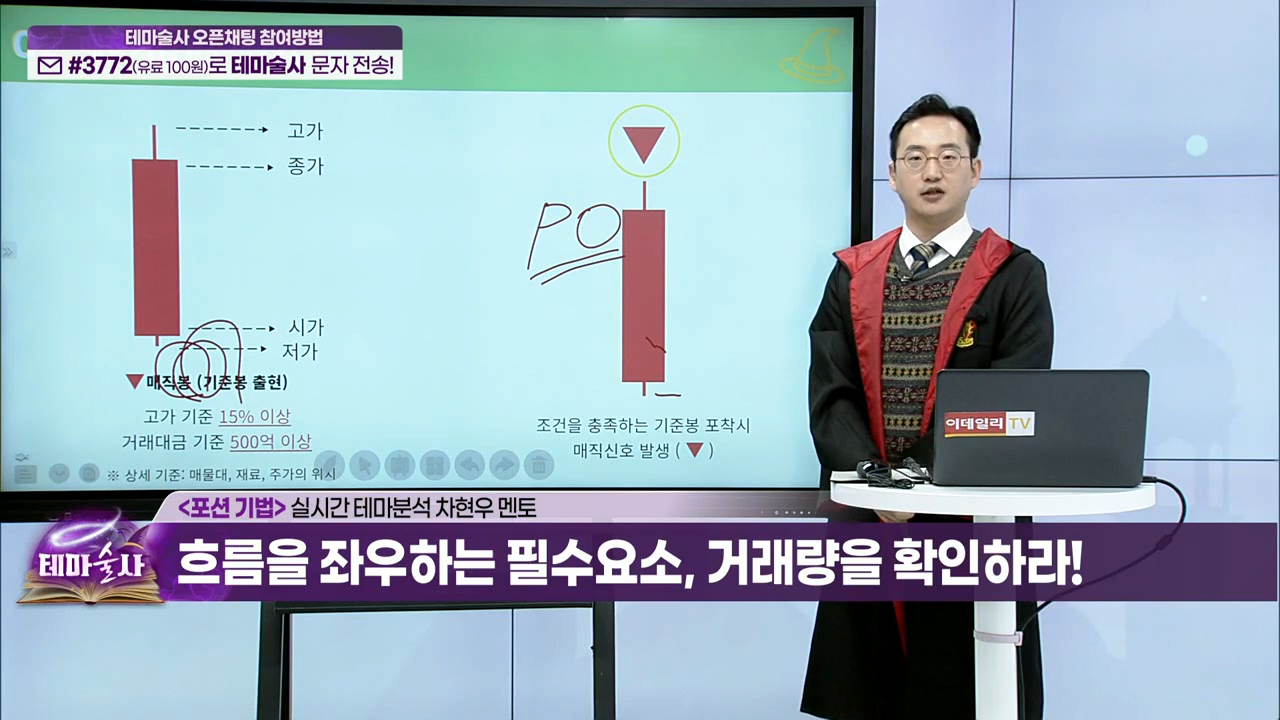 테마술사 오픈채팅 참여방법
#3772(유료 100원)로 테마술사 문자 전송!
고가
종가
시가
저가
▼매직봉 (기준봉 출현)
고가 기준 15% 이상
거래대금 기준 500억 이상
※ 상세 기준: 매물대, 재료, 주가의 위시
PO
조건을 충족하는 기준봉 포착시
매직신호 발생 (▼)
이데일리 TV
<포션 기법> 실시간 테마분석 차현우 멘토
테마술사
흐름을 좌우하는 필수요소, 거래량을 확인하라!